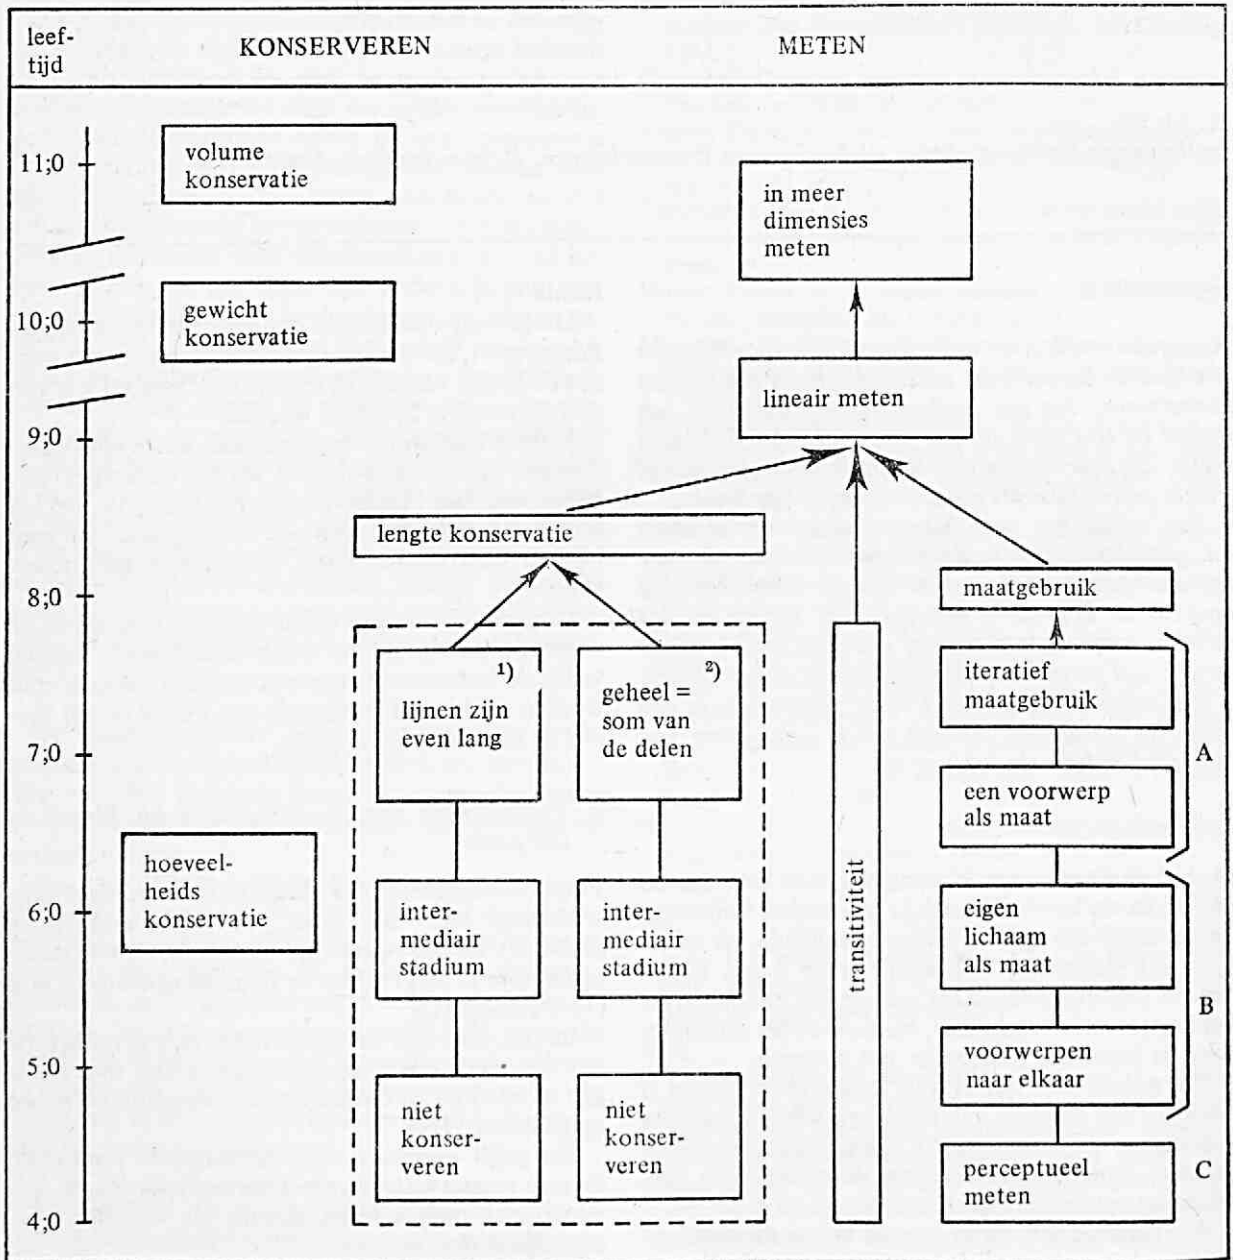 leef-
tijd
KONSERVEREN
METEN
11;0
volume
konservatie
in meer
dimensies
meten
10;0
gewicht
konservatie
lineair meten
9;0
lengte konservatie
8;0
maatgebruik
1)
lijnen zijn
even lang
2)
geheel =
som van
de delen
iteratief
maatgebruik
7;0
A
een voorwerp
als maat
hoeveel-
heids
konservatie
transitiviteit
6;0
inter-
mediair
stadium
inter-
mediair
stadium
eigen
lichaam
als maat
B
5;0
voorwerpen
naar elkaar
niet
konser-
veren
niet
konser-
veren
perceptueel
meten
C
4;0